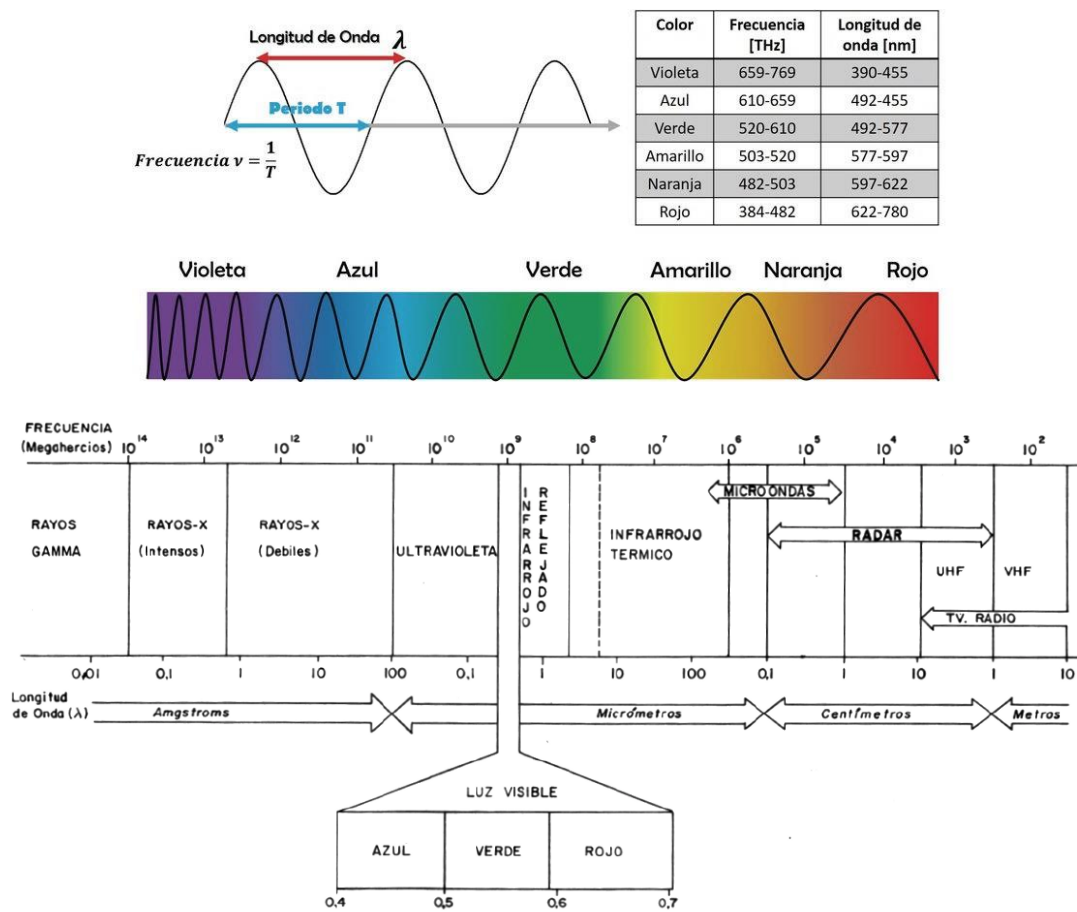 Longitud de Onda λ
Periodo T
Frecuencia ν = 1/T
Color Frecuencia [THz] Longitud de onda [nm]
Violeta 659-769 390-455
Azul 610-659 492-455
Verde 520-610 492-577
Amarillo 503-520 577-597
Naranja 482-503 597-622
Rojo 384-482 622-780
Violeta Azul Verde Amarillo Naranja Rojo
FRECUENCIA
(Megahercios) 10^14 10^13 10^12 10^11 10^10 10^9 10^8 10^7 10^6 10^5 10^4 10^3 10^2
RAYOS GAMMA
RAYOS-X (Intensos)
RAYOS-X (Debiles)
ULTRAVIOLETA
INFRARROJO REFLEJADO
INFRARROJO TERMICO
MICROONDAS
RADAR
UHF
VHF
TV. RADIO
0,01 0,1 1 10 100 0,1 1 10 100 0,1 1 10 1 10
Longitud de Onda (λ)
Amgstroms
Micrómetros
Centímetros
Metros
LUZ VISIBLE
AZUL VERDE ROJO
0,4 0,5 0,6 0,7